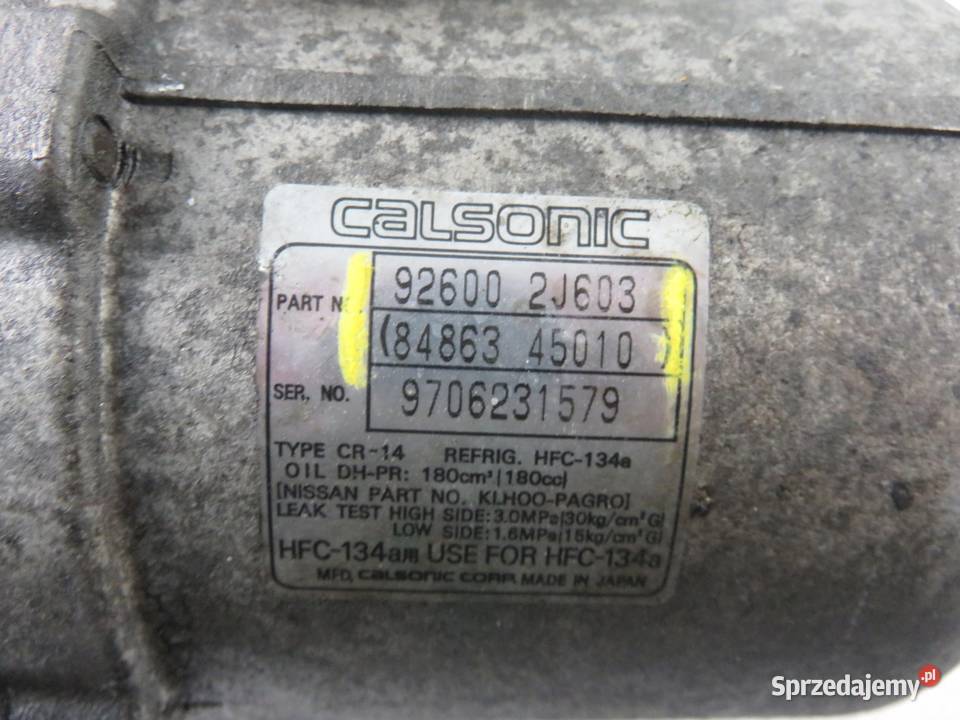 CALSONIC
PART N 92600 2J603
(84863 45010)
SER. NO. 9706231579
TYPE CR-14 REFRIG. HFC-134a
OIL DH-PR: 180cm³(180cc)
[NISSAN PART NO. KLHOO-PAGRO]
LEAK TEST HIGH SIDE: 3.0MPa(30kg/cm²G)
LOW SIDE: 1.6MPa(15kg/cm²G)
HFC-134a用 USE FOR HFC-134a
MFD. CALSONIC CORP. MADE IN JAPAN
Sprzedajemy.pl